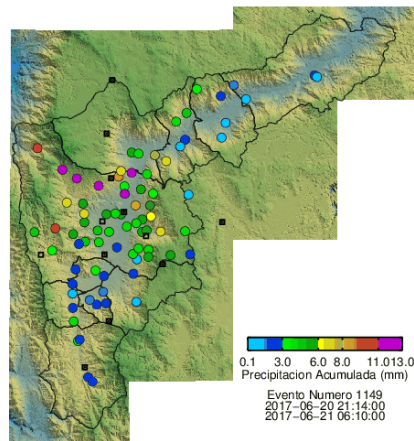 0.1 3.0 6.0 8.0 11.013.0
Precipitacion Acumulada (mm)
Evento Numero 1149
2017-06-20 21:14:00
2017-06-21 06:10:00